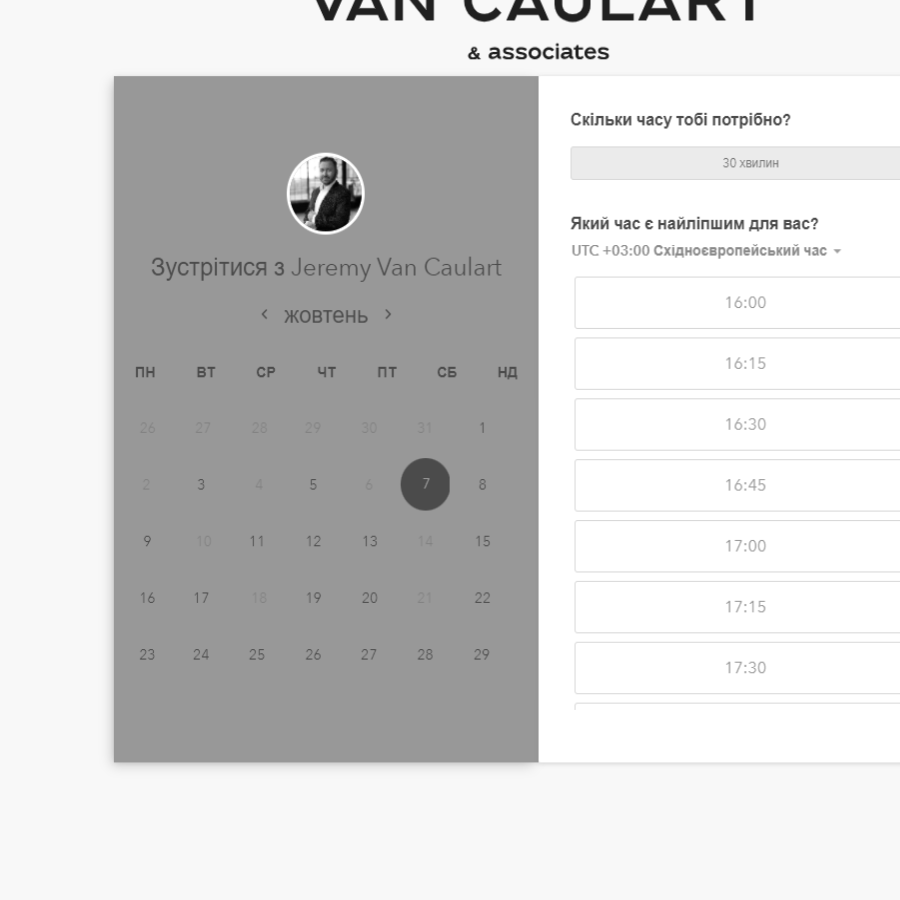 VAN CAULART
& associates
Зустрітися з Jeremy Van Caulart
жовтень
ПН ВТ СР ЧТ ПТ СБ НД
26 27 28 29 30 31 1
2 3 4 5 6 7 8
9 10 11 12 13 14 15
16 17 18 19 20 21 22
23 24 25 26 27 28 29
Скільки часу тобі потрібно?
30 хвилин
Який час є найліпшим для вас?
UTC +03:00 Східноєвропейський час
16:00
16:15
16:30
16:45
17:00
17:15
17:30